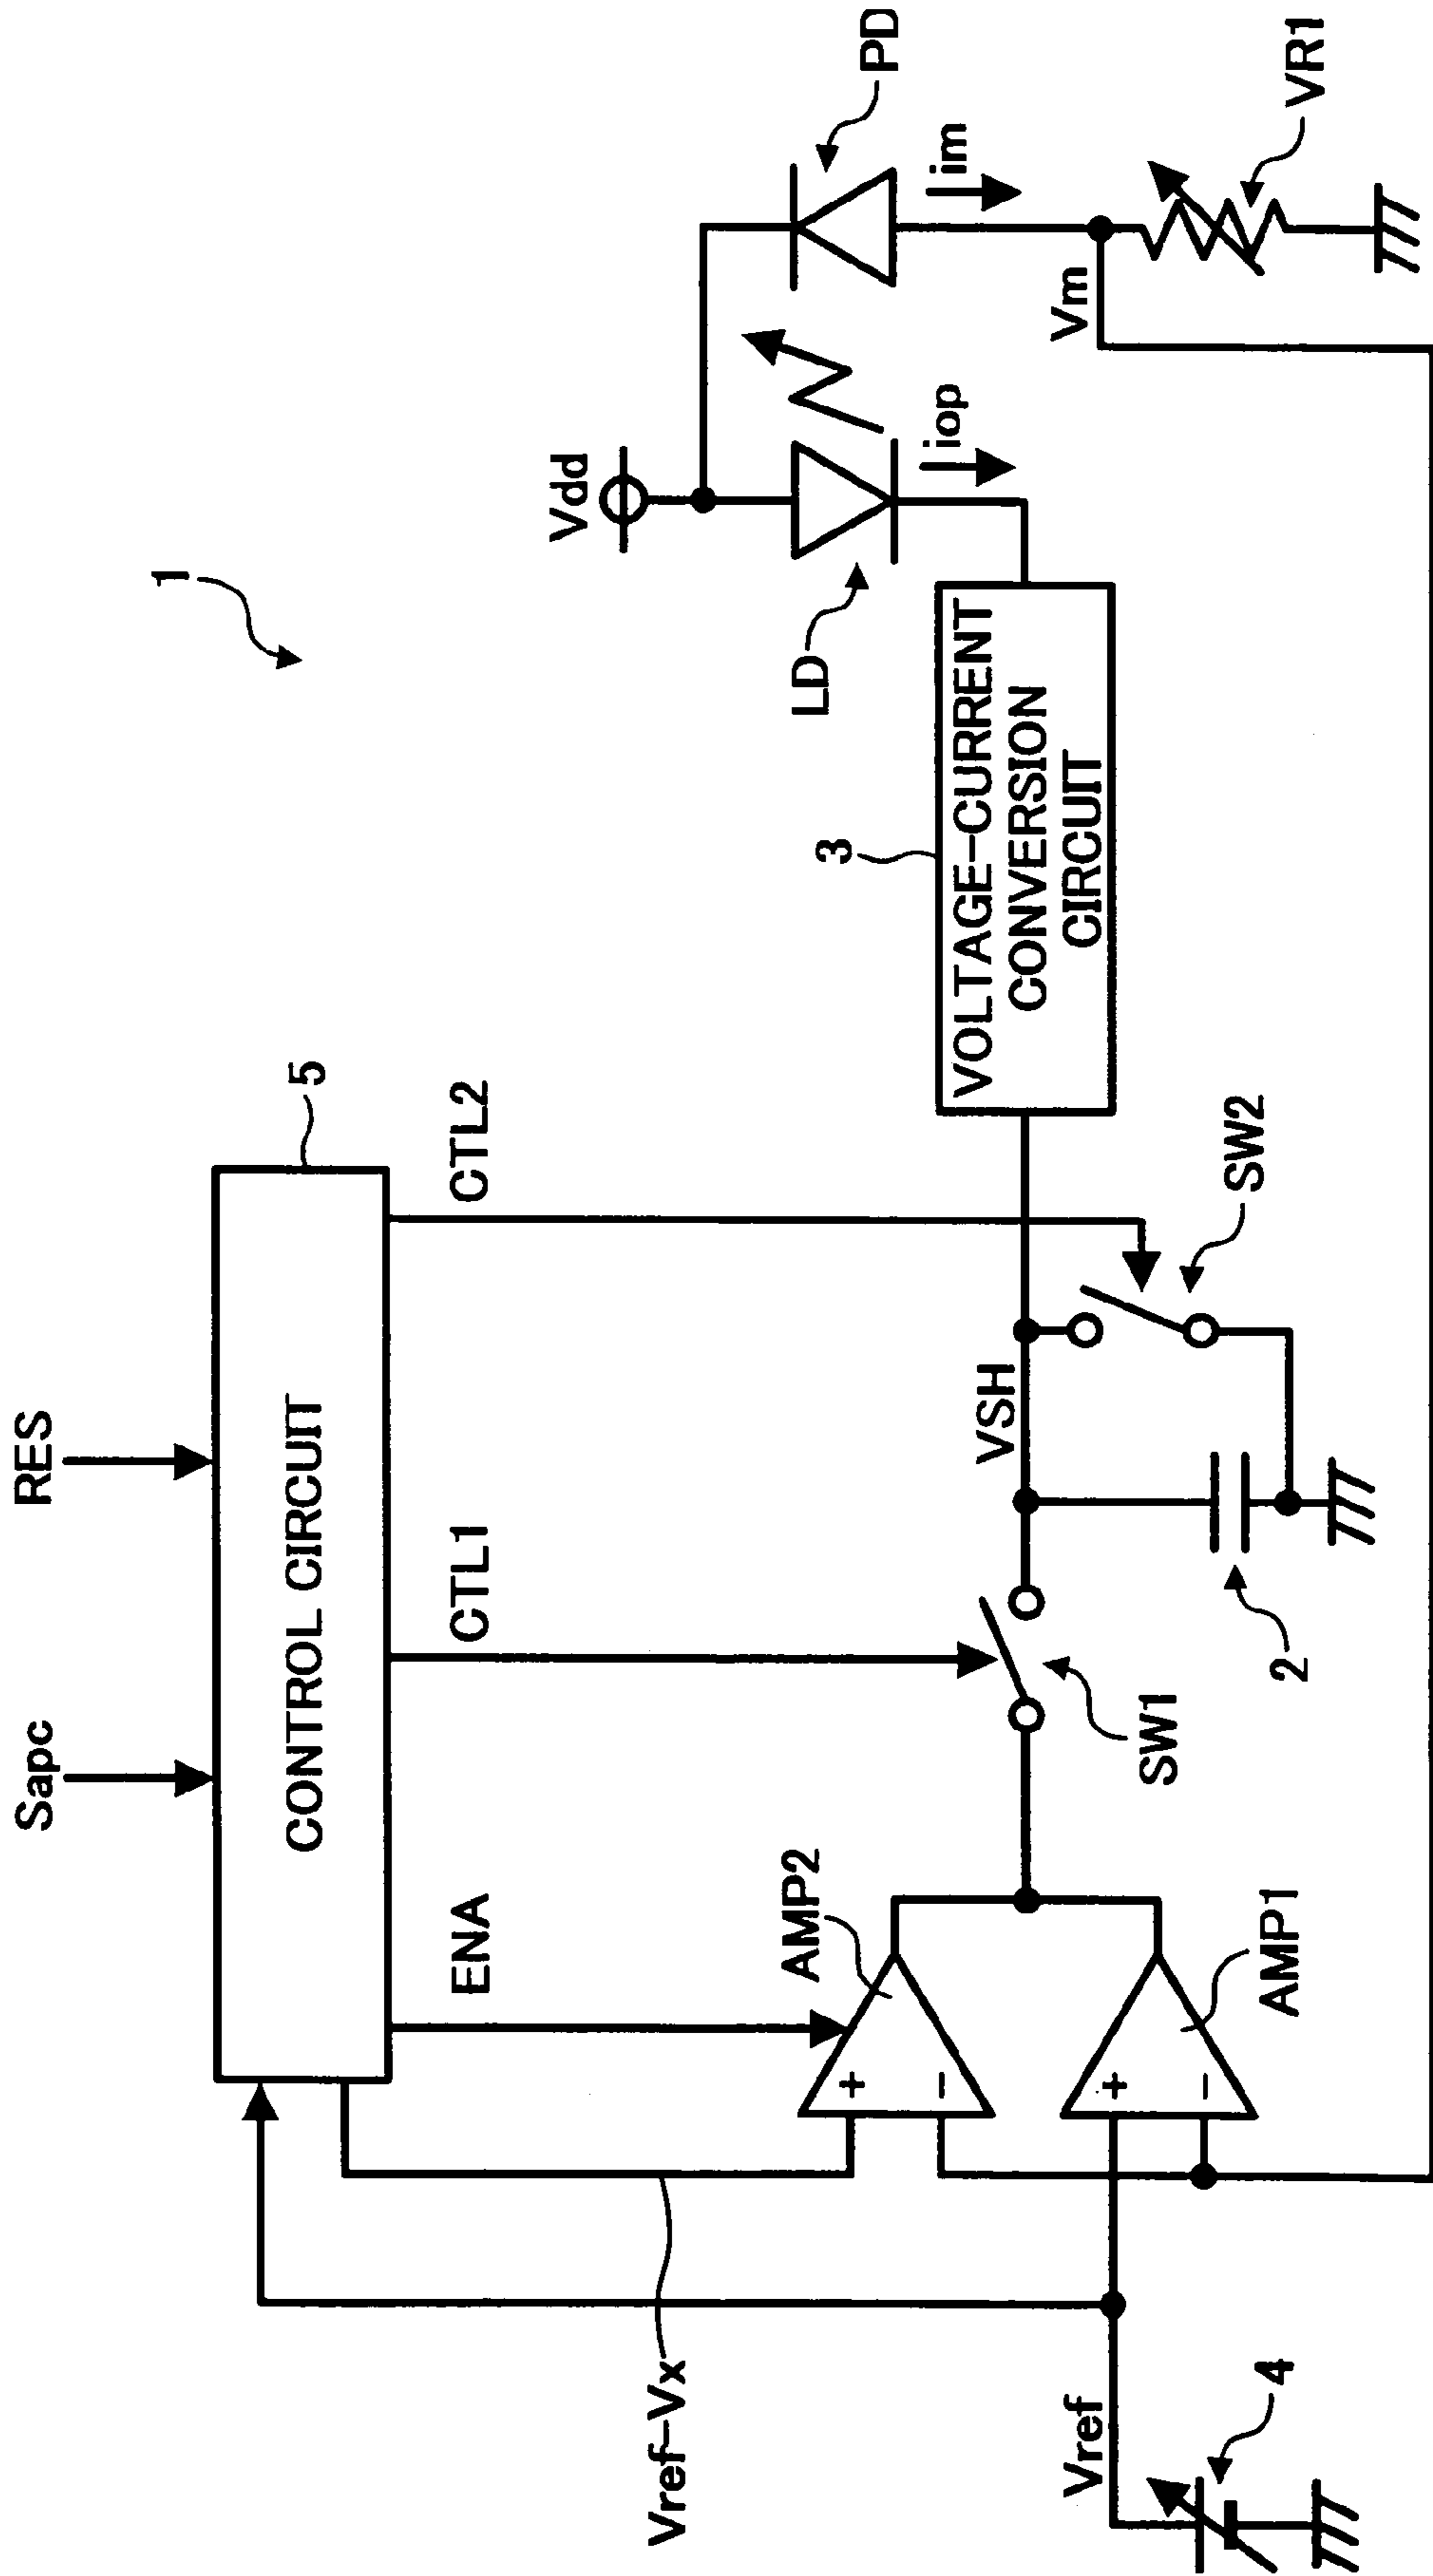 1
Sapc
RES
CONTROL CIRCUIT
5
ENA
CTL1
CTL2
Vref-Vx
AMP2
+
-
AMP1
+
-
Vref
4
SW1
VSH
2
SW2
3
VOLTAGE-CURRENT
CONVERSION
CIRCUIT
Vdd
LD
iop
PD
im
Vm
VR1